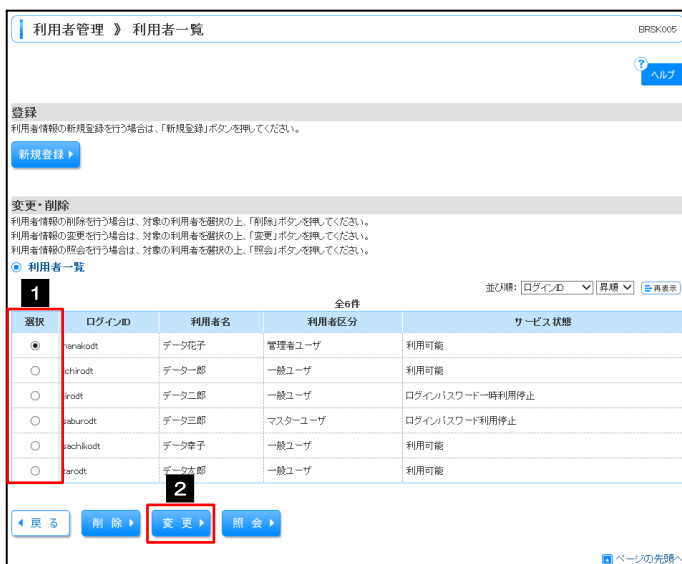 利用者管理 》 利用者一覧 BRSK005
?
ヘルプ
登録
利用者情報の新規登録を行う場合は、「新規登録」ボタンを押してください。
新規登録
変更・削除
利用者情報の削除を行う場合は、対象の利用者を選択の上、「削除」ボタンを押してください。
利用者情報の変更を行う場合は、対象の利用者を選択の上、「変更」ボタンを押してください。
利用者情報の照会を行う場合は、対象の利用者を選択の上、「照会」ボタンを押してください。
利用者一覧
1
並び順: ログインID 昇順 再表示
全6件
選択 ログインID 利用者名 利用者区分 サービス状態
hanakodt データ花子 管理者ユーザ 利用可能
ichirodt データ一郎 一般ユーザ 利用可能
jirodt データ二郎 一般ユーザ ログインパスワード一時利用停止
saburodt データ三郎 マスターユーザ ログインパスワード利用停止
sachikodt データ幸子 一般ユーザ 利用可能
tarodt データ太郎 一般ユーザ 利用可能
2
戻る 削除 変更 照会
ページの先頭へ